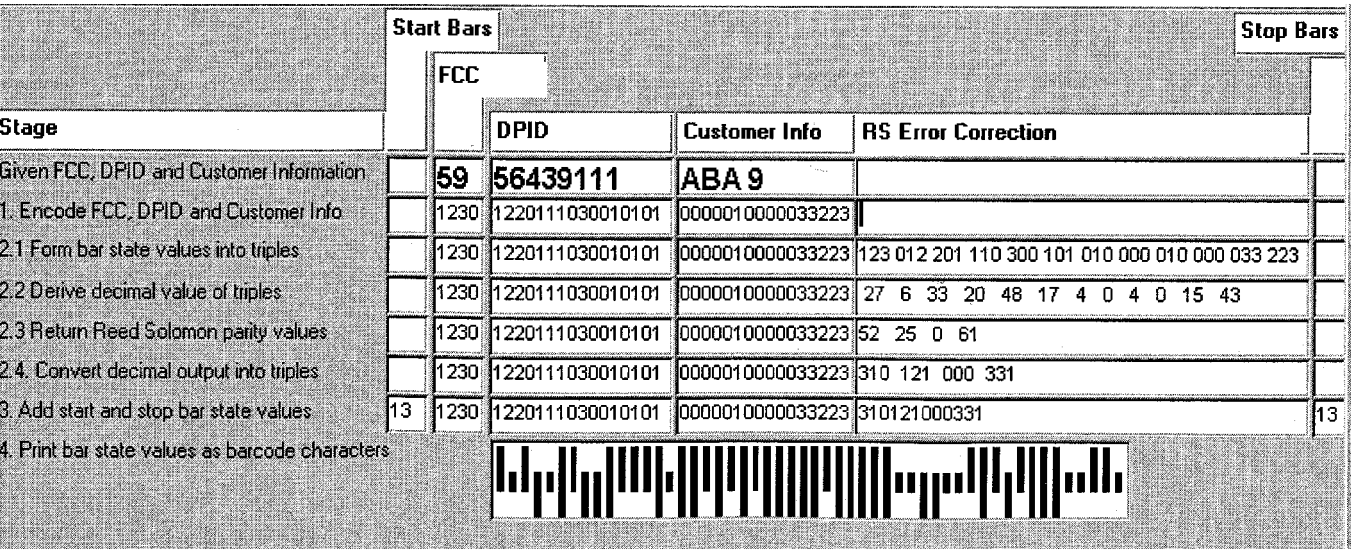 Start Bars Stop Bars
FCC
Stage DPID Customer Info RS Error Correction
Given FCC, DPID and Customer Information 59 56439111 ABA 9
1. Encode FCC, DPID and Customer Info 1230 1220111030010101 0000010000033223
2.1 Form bar state values into triples 1230 1220111030010101 0000010000033223 123 012 201 110 300 101 010 000 010 000 033 223
2.2 Derive decimal value of triples 1230 1220111030010101 0000010000033223 27 6 33 20 48 17 4 0 4 0 15 43
2.3 Return Reed Solomon parity values 1230 1220111030010101 0000010000033223 52 25 0 61
2.4. Convert decimal output into triples 1230 1220111030010101 0000010000033223 310 121 000 331
3. Add start and stop bar state values 13 1230 1220111030010101 0000010000033223 310121000331 13
4. Print bar state values as barcode characters